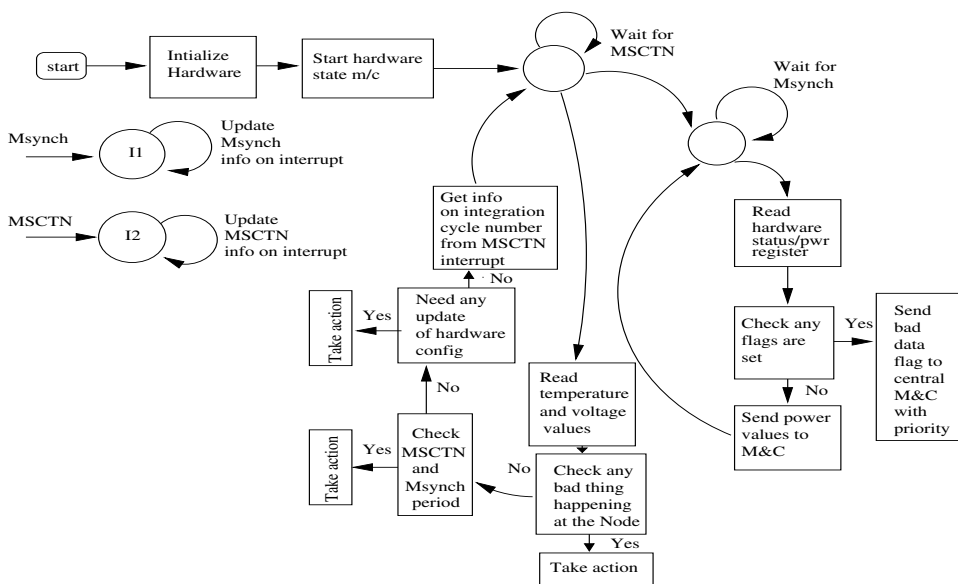 start
Intialize
Hardware
Start hardware
state m/c
Wait for
MSCTN
Wait for
Msynch
Msynch
I1
Update
Msynch
info on interrupt
MSCTN
I2
Update
MSCTN
info on interrupt
Get info
on integration
cycle number
from MSCTN
interrupt
No
Need any
update
of hardware
config
Yes
Take action
No
Check
MSCTN
and
Msynch
period
Yes
Take action
No
Read
temperature
and voltage
values
Check any
bad thing
happening
at the Node
Yes
Take action
Read
hardware
status/pwr
register
Check any
flags are
set
Yes
Send
bad
data
flag to
central
M&C
with
priority
No
Send power
values to
M&C